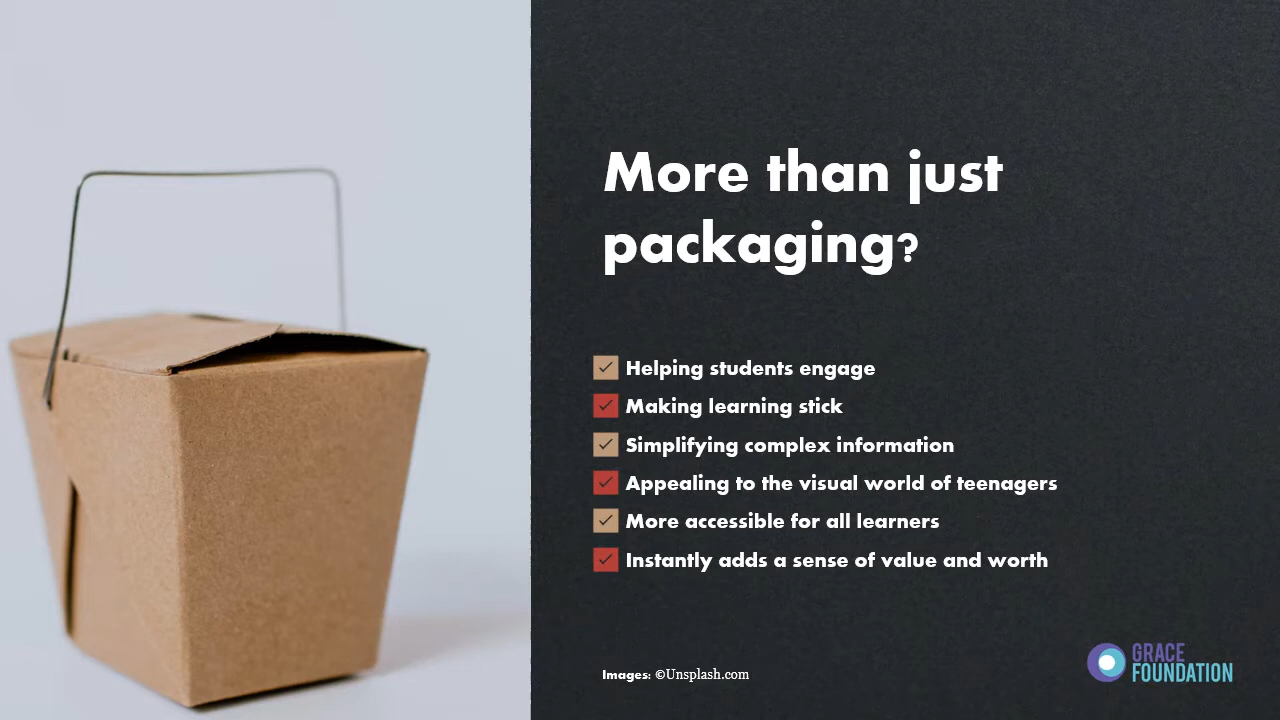 More than just
packaging?
Helping students engage
Making learning stick
Simplifying complex information
Appealing to the visual world of teenagers
More accessible for all learners
Instantly adds a sense of value and worth
Images: ©Unsplash.com
GRACE
FOUNDATION